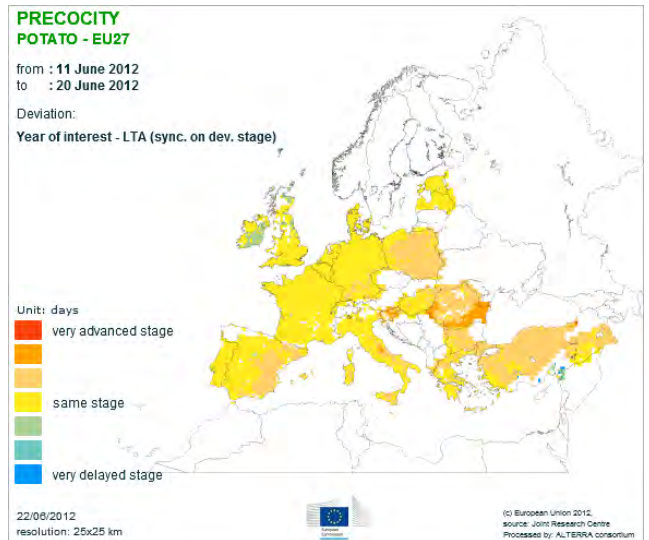 PRECOCITY
POTATO - EU27
from : 11 June 2012
to : 20 June 2012
Deviation:
Year of interest - LTA (sync. on dev. stage)
Unit: days
very advanced stage
same stage
very delayed stage
22/06/2012
resolution: 25x25 km
European
Commission
(c) European Union 2012,
source: Joint Research Centre
Processed by: ALTERRA consortium